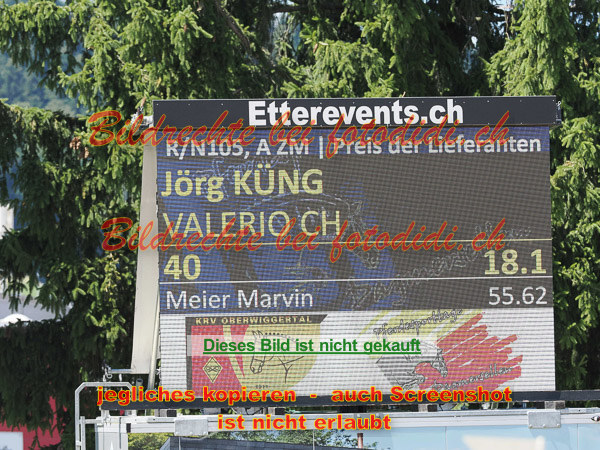 Etterevents.ch
Bildrechte bei fotodidi.ch
R/N105, A ZM | Preis der Lieferanten
Jörg KÜNG
VALERIO CH
Bildrechte bei fotodidi.ch
40 18.1
Meier Marvin 55.62
KRV OBERWIGGERTAL
Dieses Bild ist nicht gekauft
jegliches kopieren - auch Screenshot
ist nicht erlaubt